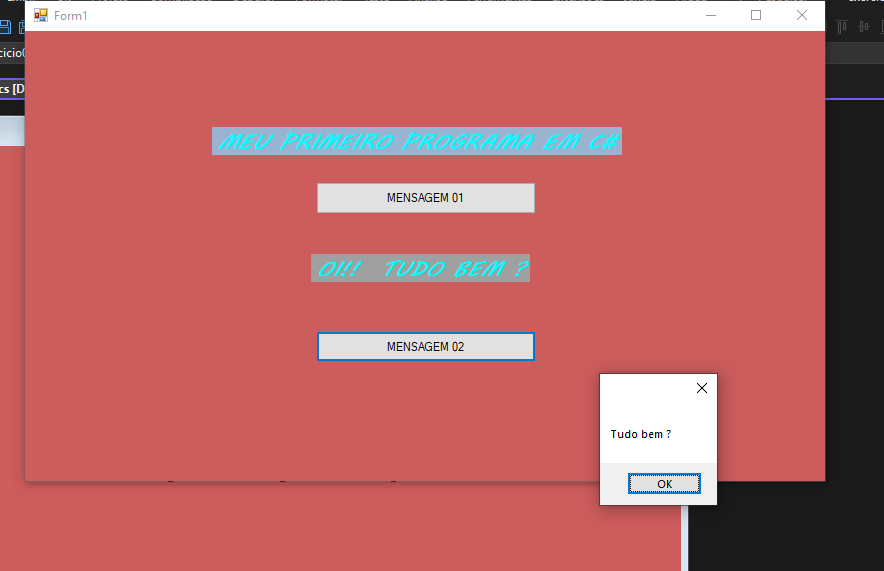 Form1
cicio
cs [D
MEU PRIMEIRO PROGRAMA EM C#
MENSAGEM 01
OI!!  TUDO BEM ?
MENSAGEM 02
Tudo bem ?
OK